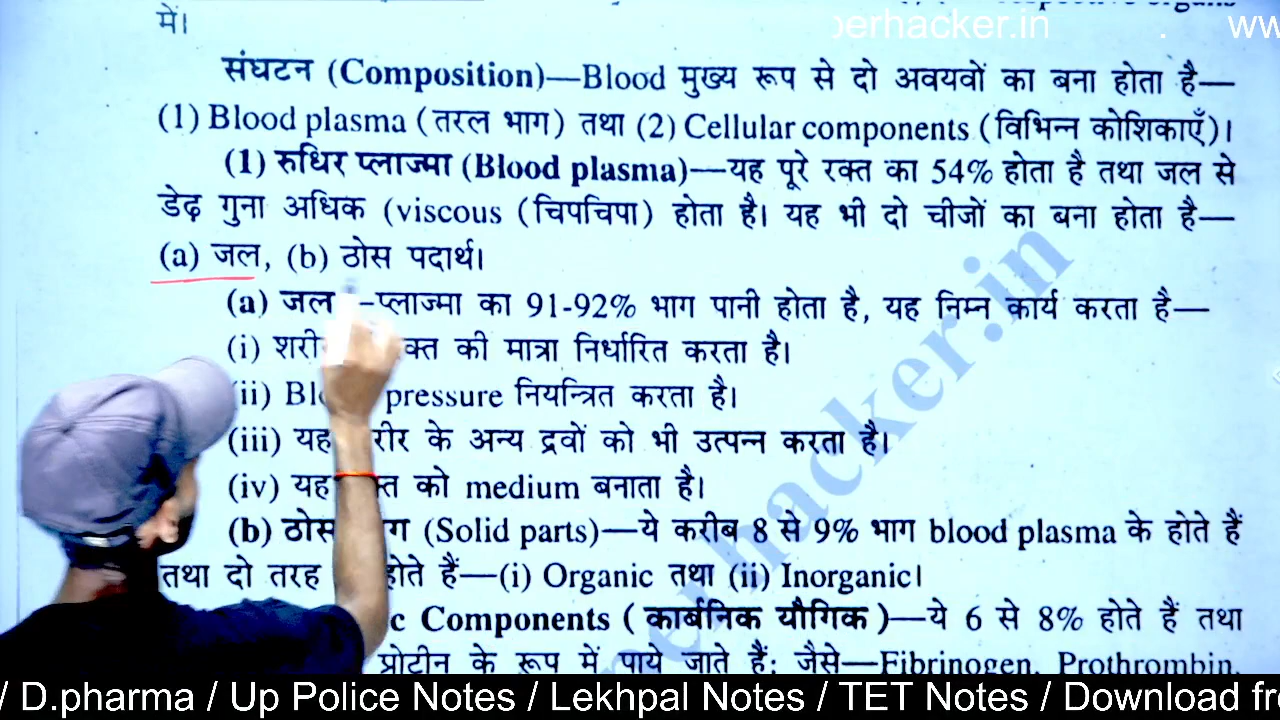 में।
erhacker.in . ww
संघटन (Composition)—Blood मुख्य रूप से दो अवयवों का बना होता है—
(1) Blood plasma (तरल भाग) तथा (2) Cellular components (विभिन्न कोशिकाएँ)।
(1) रुधिर प्लाज्मा (Blood plasma)—यह पूरे रक्त का 54% होता है तथा जल से
डेढ़ गुना अधिक (viscous (चिपचिपा) होता है। यह भी दो चीजों का बना होता है—
(a) जल, (b) ठोस पदार्थ।
(a) जल –प्लाज्मा का 91-92% भाग पानी होता है, यह निम्न कार्य करता है—
(i) की मात्रा निर्धारित करता है।
ii) pressure नियन्त्रित करता है।
(iii) यह के अन्य द्रवों को भी उत्पन्न करता है।
(iv) यह को medium बनाता है।
(b) ठोस (Solid parts)—ये करीब 8 से 9% भाग blood plasma के होते हैं
तथा दो तरह होते हैं—(i) Organic तथा (ii) Inorganic।
c Components (कार्बनिक यौगिक)—ये 6 से 8% होते हैं तथा
प्रोटीन के रूप में पाये जाते हैं; जैसे—Fibrinogen, Prothrombin,
hacker.in
/ D.pharma / Up Police Notes / Lekhpal Notes / TET Notes / Download fr